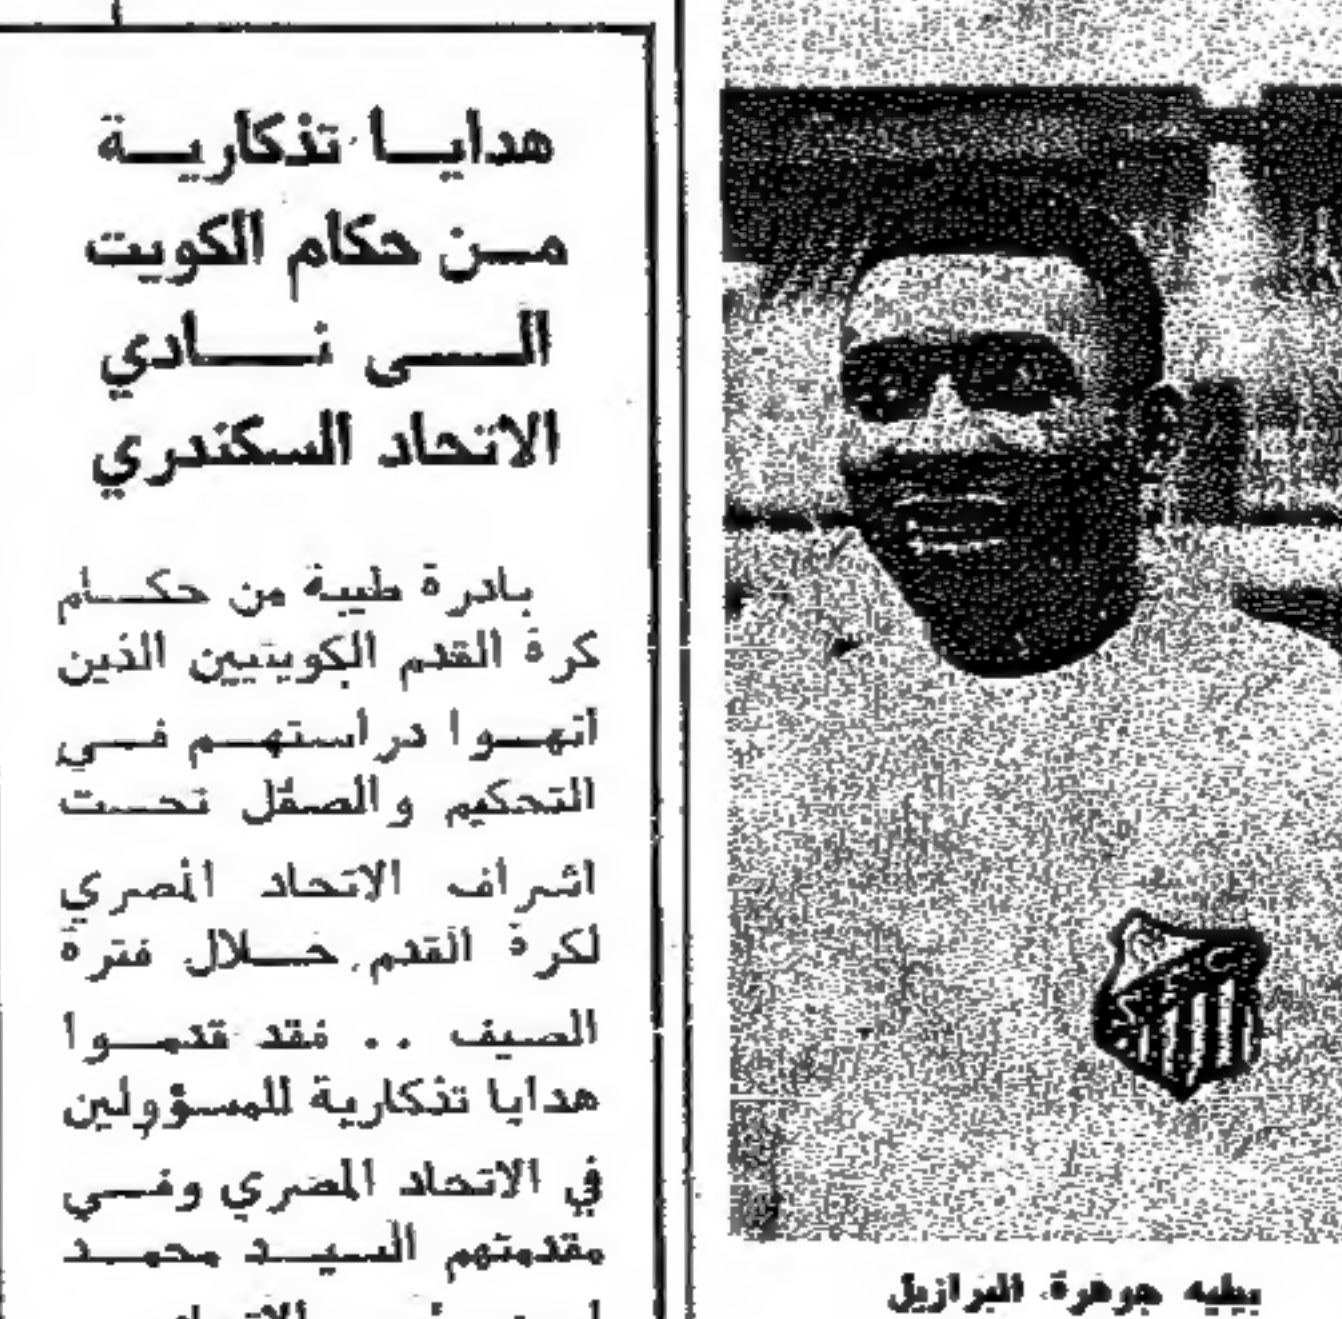 هدايا تذكارية
من حكام الكويت
الى نادي
الاتحاد السكندري
بادرة طيبة من حكام
كرة القدم الكويتيين الذين
انهوا دراستهم في
التحكيم والصقل تحت
اشراف الاتحاد المصري
لكرة القدم خلال فترة
الصيف .. فقد قدموا
هدايا تذكارية للمسؤولين
في الاتحاد المصري وفي
مقدمتهم السيد محمد
بيليه جوهرة البرازيل